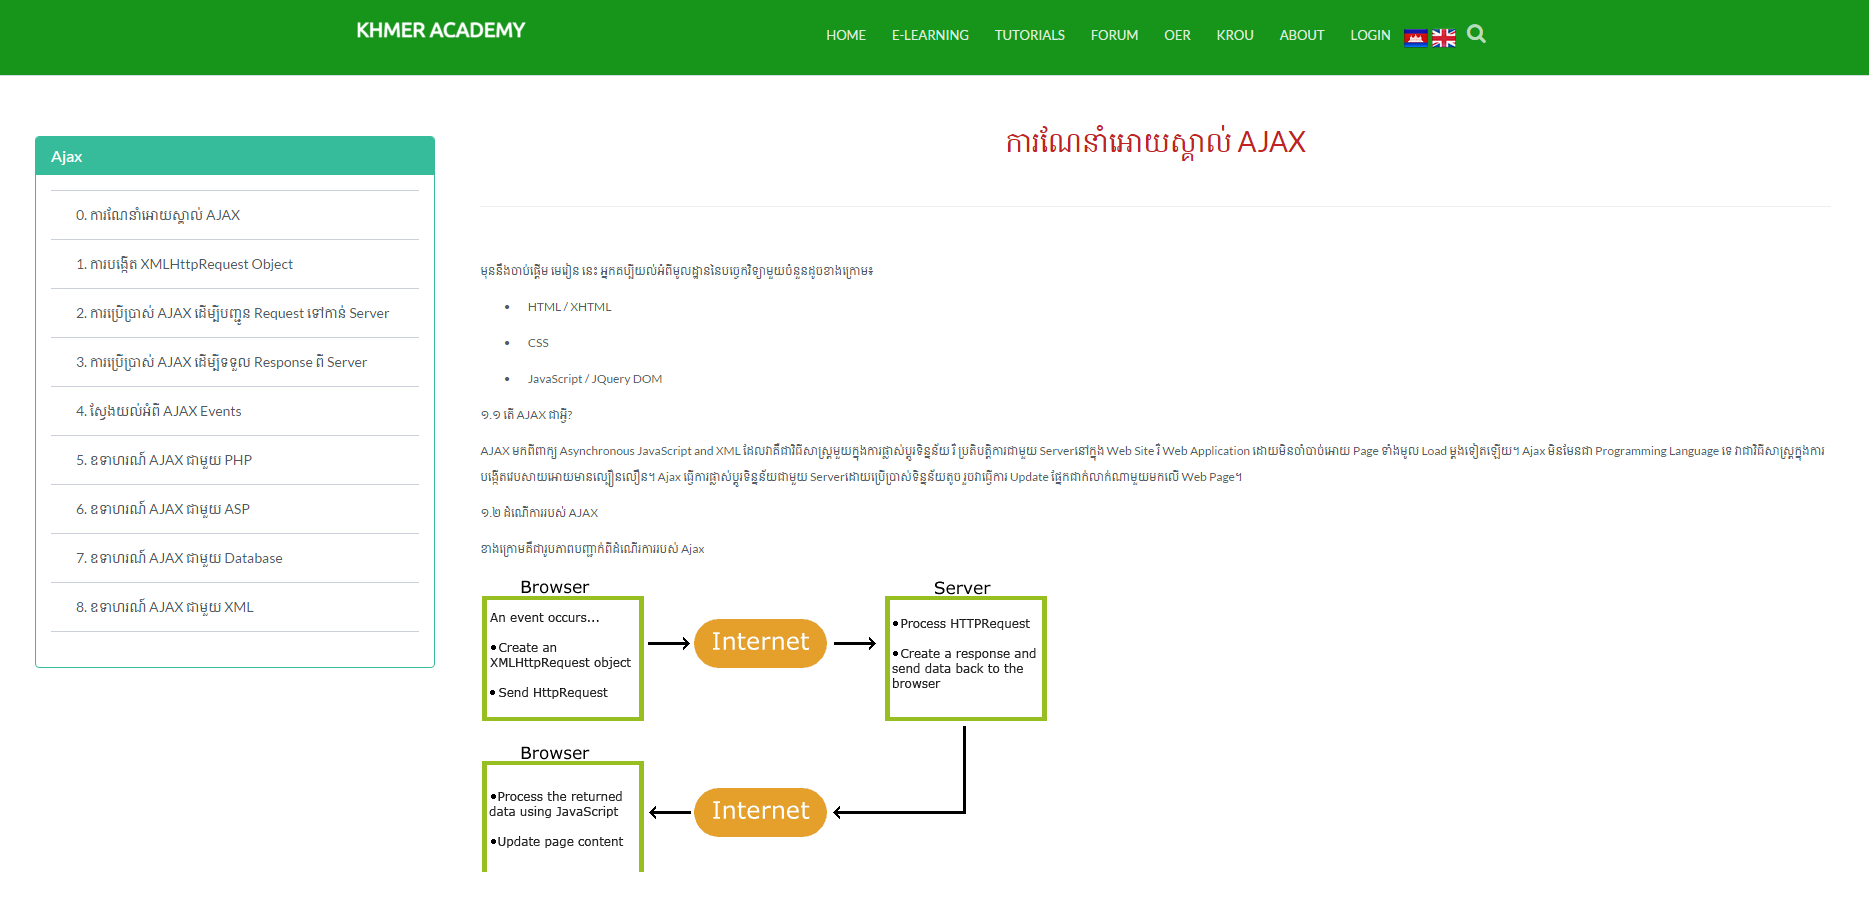 KHMER ACADEMY
HOME E-LEARNING TUTORIALS FORUM OER KROU ABOUT LOGIN
Ajax
0. ការណែនាំអោយស្គាល់ AJAX
1. ការបង្កើត XMLHttpRequest Object
2. ការប្រើប្រាស់ AJAX ដើម្បីបញ្ជូន Request ទៅកាន់ Server
3. ការប្រើប្រាស់ AJAX ដើម្បីទទួល Response ពី Server
4. ស្វែងយល់អំពី AJAX Events
5. ឧទាហរណ៍ AJAX ជាមួយ PHP
6. ឧទាហរណ៍ AJAX ជាមួយ ASP
7. ឧទាហរណ៍ AJAX ជាមួយ Database
8. ឧទាហរណ៍ AJAX ជាមួយ XML
ការណែនាំអោយស្គាល់ AJAX
មុននឹងចាប់ផ្តើម មេរៀន នេះ អ្នកគប្បីយល់អំពីមូលដ្ឋាននៃបច្ចេកវិទ្យាមួយចំនួនដូចខាងក្រោម៖
• HTML / XHTML
• CSS
• JavaScript / JQuery DOM
១.១ តើ AJAX ជាអ្វី?
AJAX មកពីពាក្យ Asynchronous JavaScript and XML ដែលវាគឺជាវិធីសាស្ត្រមួយក្នុងការផ្លាស់ប្តូរទិន្នន័យ រឺ ប្រតិបត្តិការជាមួយ Serverនៅក្នុង Web Site រឺ Web Application ដោយមិនចាំបាច់អោយ Page ទាំងមូល Load ម្តងទៀតឡើយ។ Ajax មិនមែនជា Programming Language ទេ វាជាវិធីសាស្ត្រក្នុងការ
បង្កើតវេបសាយអោយមានល្បឿនលឿន។ Ajax ធ្វើការផ្លាស់ប្តូរទិន្នន័យជាមួយ Serverដោយប្រើប្រាស់ទិន្នន័យតូច រួចវាធ្វើការ Update ផ្នែកជាក់លាក់ណាមួយមកលើ Web Page។
១.២ ដំណើការរបស់ AJAX
ខាងក្រោមគឺជារូបភាពបញ្ជាក់ពីដំណើរការរបស់ Ajax
Browser
An event occurs...
•Create an
XMLHttpRequest object
• Send HttpRequest
Internet
Server
•Process HTTPRequest
•Create a response and
send data back to the
browser
Browser
•Process the returned
data using JavaScript
•Update page content
Internet